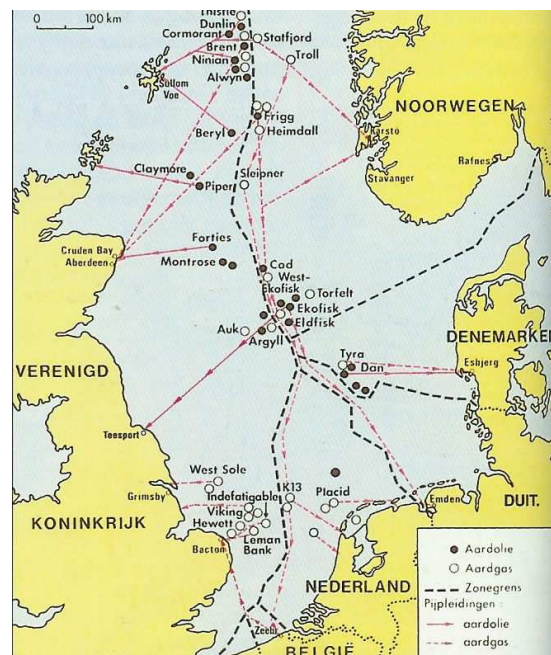 0 100 km
Thistle
Dunlin
Cormorant
Statfjord
Brent
Troll
Ninian
Alwyn
Sullom
Voe
NOORWEGEN
Frigg
Heimdall
Karstø
Beryl
Rafnes
Claymore
Stavanger
Sleipner
Piper
Forties
Cruden Bay
Aberdeen
Montrose
Cod
West-
Ekofisk
Torfelt
Ekofisk
Eldfisk
Auk
Argyll
DENEMARKEN
Tyra
Dan
Esbjerg
VERENIGD
Teesport
West Sole
Grimsby
Indefatigable
K13
Placid
Emden
DUIT.
Viking
KONINKRIJK
Hewett
Leman
Bank
Bacton
NEDERLAND
Zeebr.
BELGIË
Aardolie
Aardgas
Zonegrens
Pijpleidingen :
aardolie
aardgas